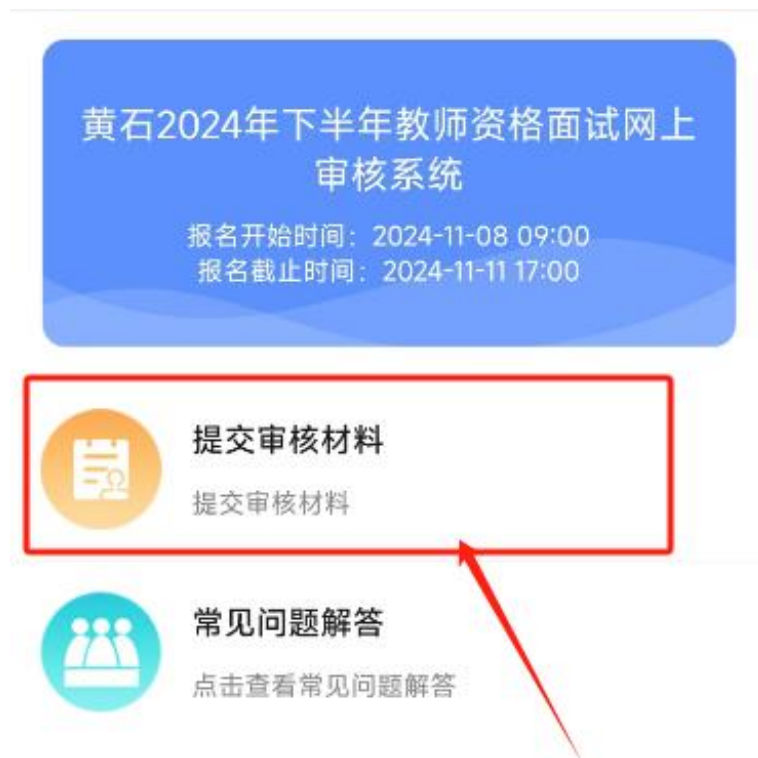 黄石2024年下半年教师资格面试网上
审核系统
报名开始时间：2024-11-08 09:00
报名截止时间：2024-11-11 17:00
提交审核材料
提交审核材料
常见问题解答
点击查看常见问题解答